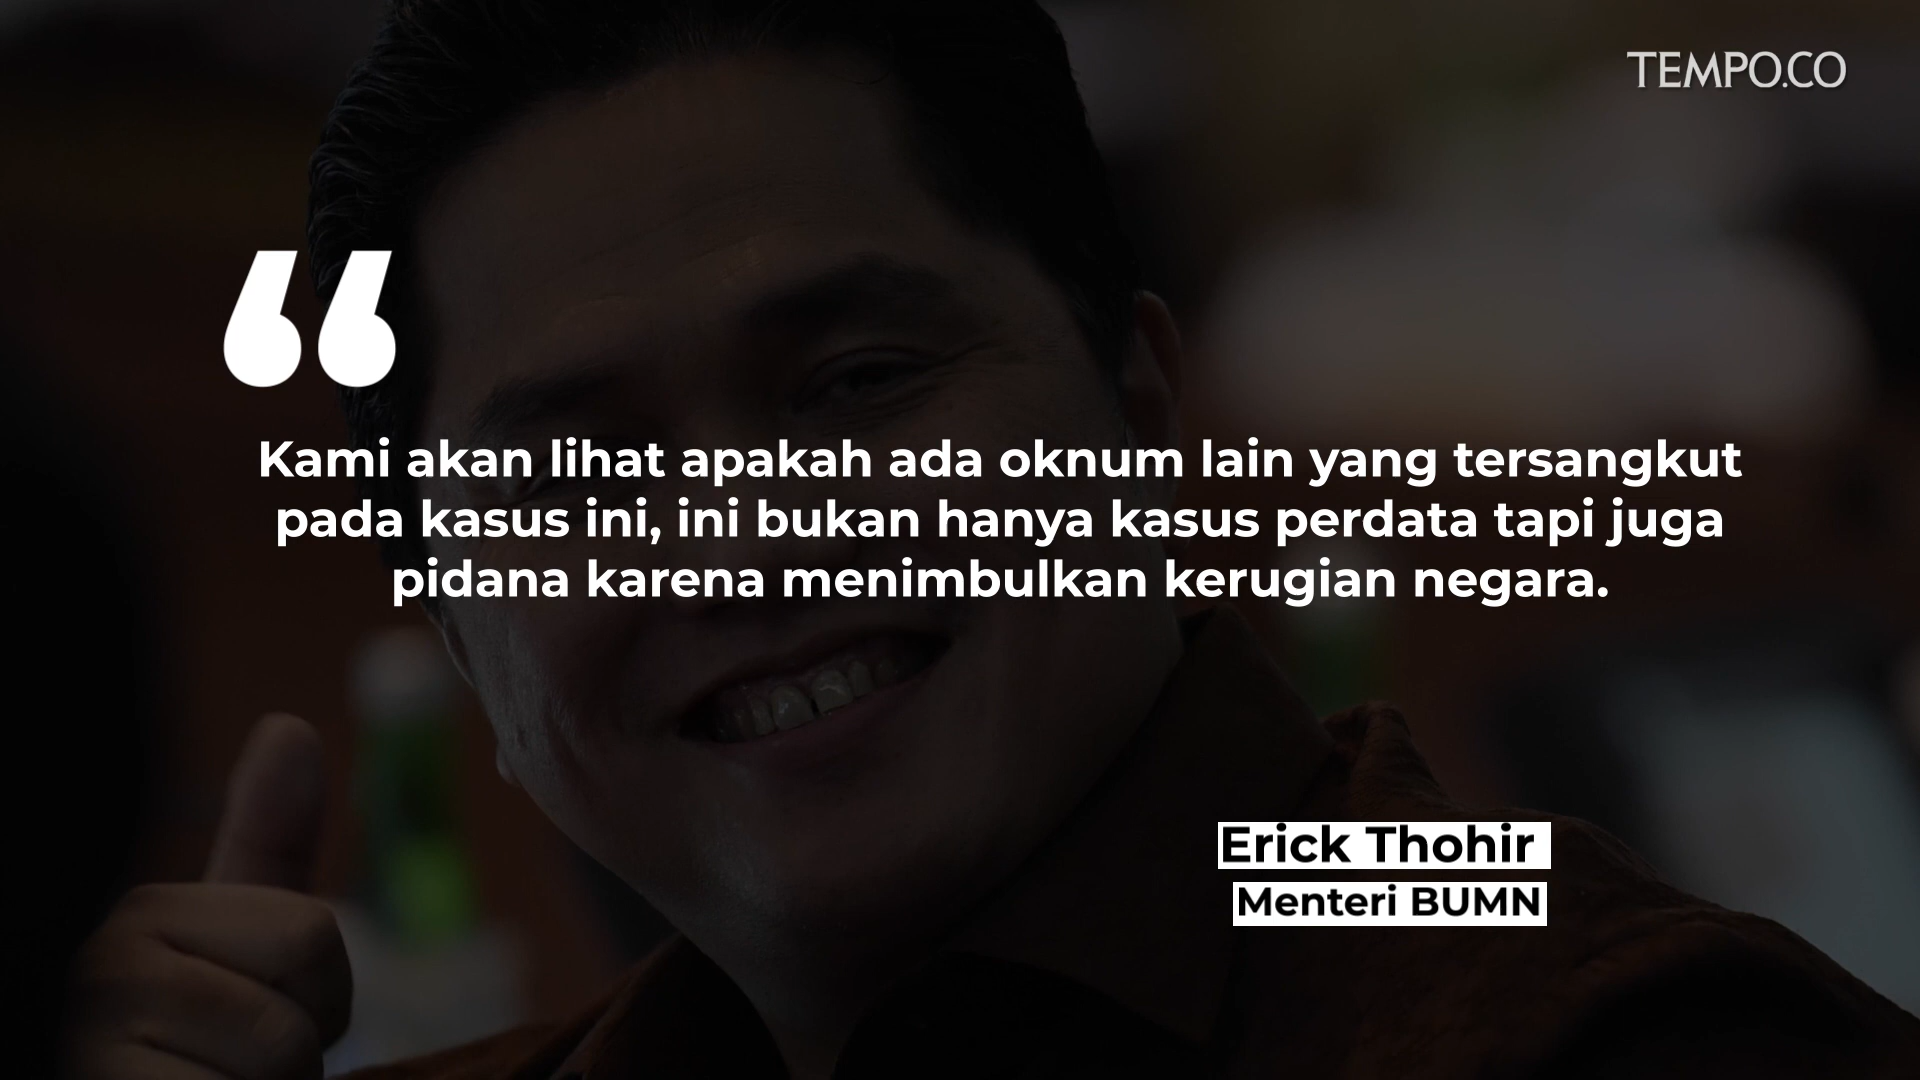 TEMPO.CO
“
Kami akan lihat apakah ada oknum lain yang tersangkut
pada kasus ini, ini bukan hanya kasus perdata tapi juga
pidana karena menimbulkan kerugian negara.
Erick Thohir
Menteri BUMN